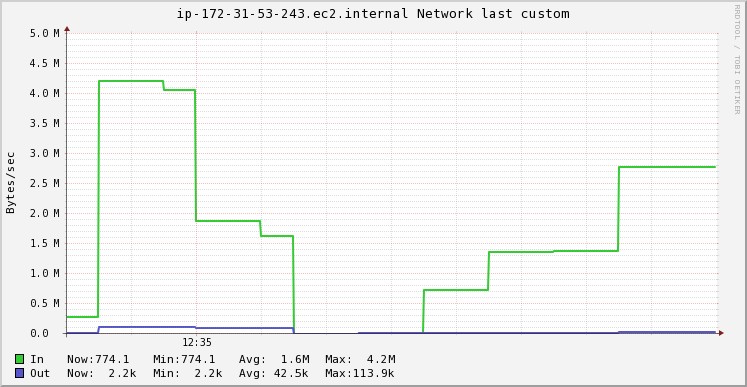 ip-172-31-53-243.ec2.internal Network last custom
RRDTOOL / TOBI OETIKER
Bytes/sec
5.0 M
4.5 M
4.0 M
3.5 M
3.0 M
2.5 M
2.0 M
1.5 M
1.0 M
0.5 M
0.0
12:35
In Now:774.1 Min:774.1 Avg: 1.6M Max: 4.2M
Out Now: 2.2k Min: 2.2k Avg: 42.5k Max:113.9k